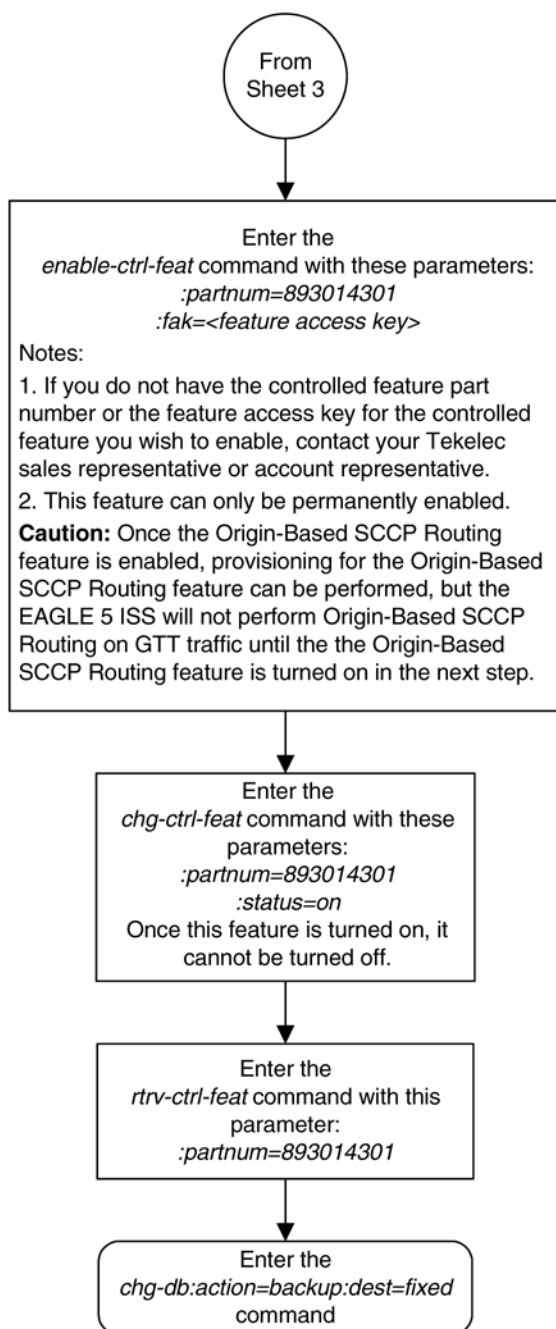 From
Sheet 3
Enter the
enable-ctrl-feat command with these parameters:
:partnum=893014301
:fak=<feature access key>
Notes:
1. If you do not have the controlled feature part
number or the feature access key for the controlled
feature you wish to enable, contact your Tekelec
sales representative or account representative.
2. This feature can only be permanently enabled.
Caution: Once the Origin-Based SCCP Routing
feature is enabled, provisioning for the Origin-Based
SCCP Routing feature can be performed, but the
EAGLE 5 ISS will not perform Origin-Based SCCP
Routing on GTT traffic until the the Origin-Based
SCCP Routing feature is turned on in the next step.
Enter the
chg-ctrl-feat command with these
parameters:
:partnum=893014301
:status=on
Once this feature is turned on, it
cannot be turned off.
Enter the
rtrv-ctrl-feat command with this
parameter:
:partnum=893014301
Enter the
chg-db:action=backup:dest=fixed
command